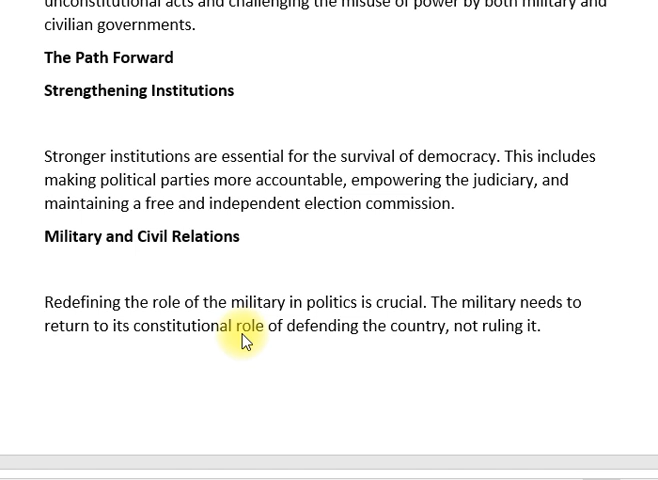 unconstitutional acts and challenging the misuse of power by both military and
civilian governments.
The Path Forward
Strengthening Institutions
Stronger institutions are essential for the survival of democracy. This includes
making political parties more accountable, empowering the judiciary, and
maintaining a free and independent election commission.
Military and Civil Relations
Redefining the role of the military in politics is crucial. The military needs to
return to its constitutional role of defending the country, not ruling it.